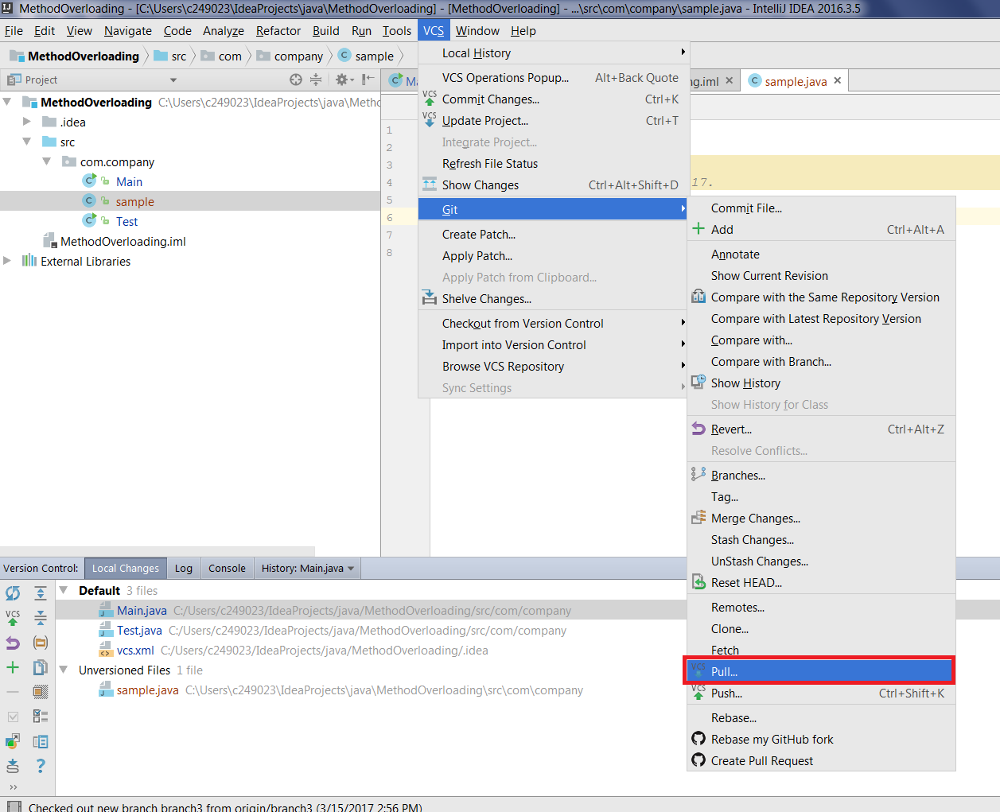 MethodOverloading - [C:\Users\c249023\IdeaProjects\java\MethodOverloading] - [MethodOverloading] - ...\src\com\company\sample.java - IntelliJ IDEA 2016.3.5
File Edit View Navigate Code Analyze Refactor Build Run Tools VCS Window Help
MethodOverloading src com company sample
Project
MethodOverloading C:\Users\c249023\IdeaProjects\java\Metho
.idea
src
com.company
Main
sample
Test
MethodOverloading.iml
External Libraries
Local History
VCS Operations Popup... Alt+Back Quote
Commit Changes... Ctrl+K
Update Project... Ctrl+T
Integrate Project...
Refresh File Status
Show Changes Ctrl+Alt+Shift+D
Git
Create Patch...
Apply Patch...
Apply Patch from Clipboard...
Shelve Changes...
Checkout from Version Control
Import into Version Control
Browse VCS Repository
Sync Settings
VCS
VCS
Ma
ng.iml sample.java
1
2
3
4 17.
5
6
7
8
Commit File...
Add Ctrl+Alt+A
Annotate
Show Current Revision
Compare with the Same Repository Version
Compare with Latest Repository Version
Compare with...
Compare with Branch...
Show History
Show History for Class
Revert... Ctrl+Alt+Z
Resolve Conflicts...
Branches...
Tag...
Merge Changes...
Stash Changes...
UnStash Changes...
Reset HEAD...
Remotes...
Clone...
Fetch
VCS Pull...
VCS Push... Ctrl+Shift+K
Rebase...
Rebase my GitHub fork
Create Pull Request
Version Control: Local Changes Log Console History: Main.java
Default 3 files
Main.java C:/Users/c249023/IdeaProjects/java/MethodOverloading/src/com/company
Test.java C:/Users/c249023/IdeaProjects/java/MethodOverloading/src/com/company
vcs.xml C:/Users/c249023/IdeaProjects/java/MethodOverloading/.idea
Unversioned Files 1 file
sample.java C:\Users\c249023\IdeaProjects\java\MethodOverloading\src\com\company
VCS
Checked out new branch branch3 from origin/branch3 (3/15/2017 2:56 PM)